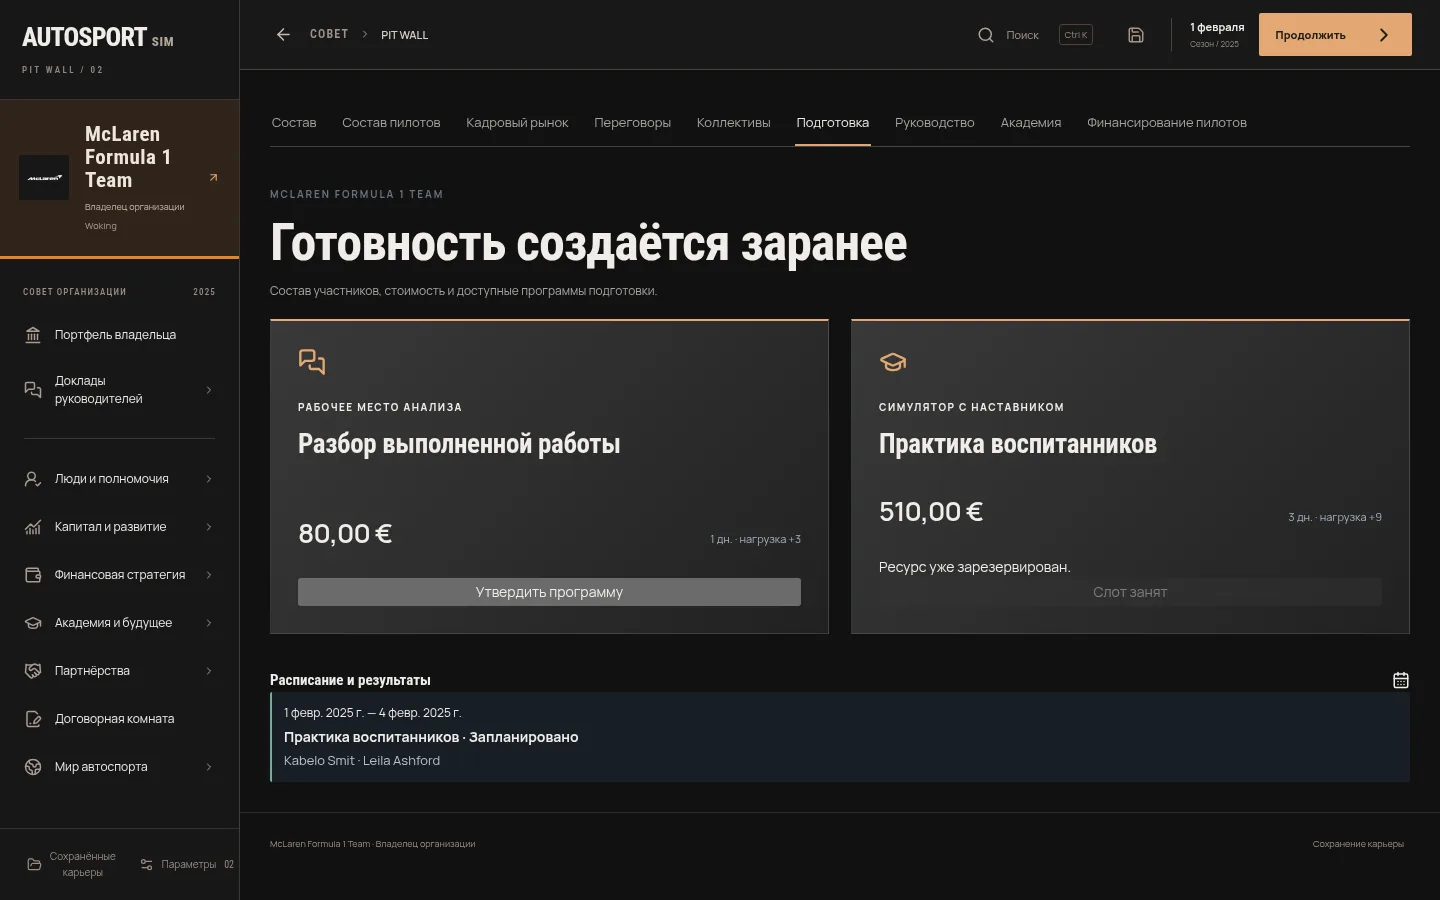 AUTOSPORT SIM
PIT WALL / 02
McLaren
McLaren
Formula 1
Team
Владелец организации
Woking
СОВЕТ ОРГАНИЗАЦИИ 2025
Портфель владельца
Доклады
руководителей
Люди и полномочия
Капитал и развитие
Финансовая стратегия
Академия и будущее
Партнёрства
Договорная комната
Мир автоспорта
Сохранённые
карьеры
Параметры 02
СОВЕТ PIT WALL
Поиск Ctrl K
1 февраля
Сезон / 2025
Продолжить
Состав Состав пилотов Кадровый рынок Переговоры Коллективы Подготовка Руководство Академия Финансирование пилотов
MCLAREN FORMULA 1 TEAM
Готовность создаётся заранее
Состав участников, стоимость и доступные программы подготовки.
РАБОЧЕЕ МЕСТО АНАЛИЗА
Разбор выполненной работы
80,00 € 1 дн. · нагрузка +3
Утвердить программу
СИМУЛЯТОР С НАСТАВНИКОМ
Практика воспитанников
510,00 € 3 дн. · нагрузка +9
Ресурс уже зарезервирован.
Слот занят
Расписание и результаты
1 февр. 2025 г. — 4 февр. 2025 г.
Практика воспитанников · Запланировано
Kabelo Smit · Leila Ashford
McLaren Formula 1 Team · Владелец организации Сохранение карьеры